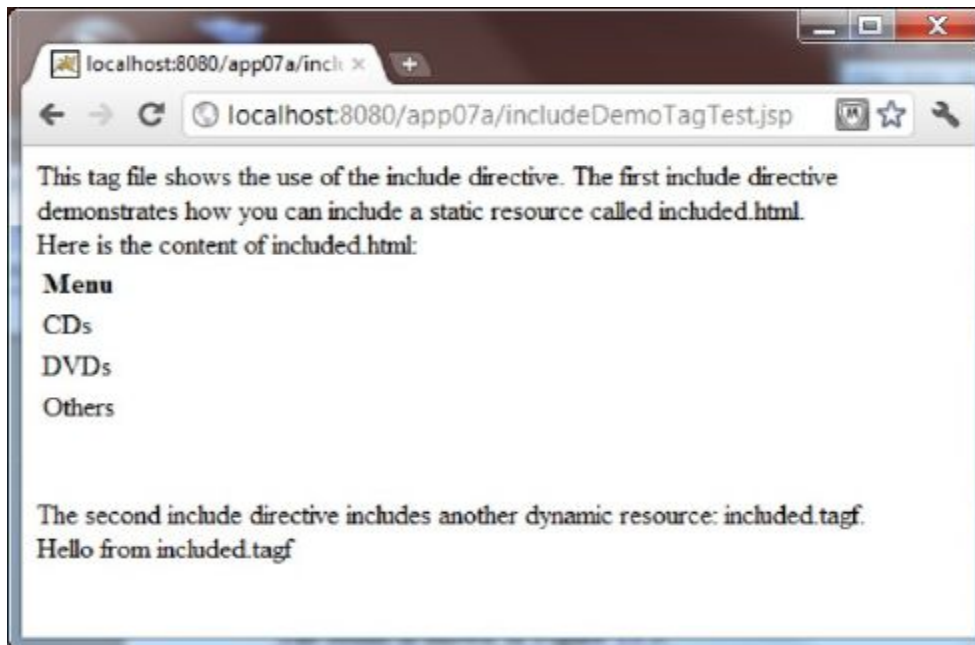 localhost:8080/app07a/incl
localhost:8080/app07a/includeDemoTagTest.jsp
This tag file shows the use of the include directive. The first include directive
demonstrates how you can include a static resource called included.html.
Here is the content of included.html:
Menu
CDs
DVDs
Others
The second include directive includes another dynamic resource: included.tagf.
Hello from included.tagf